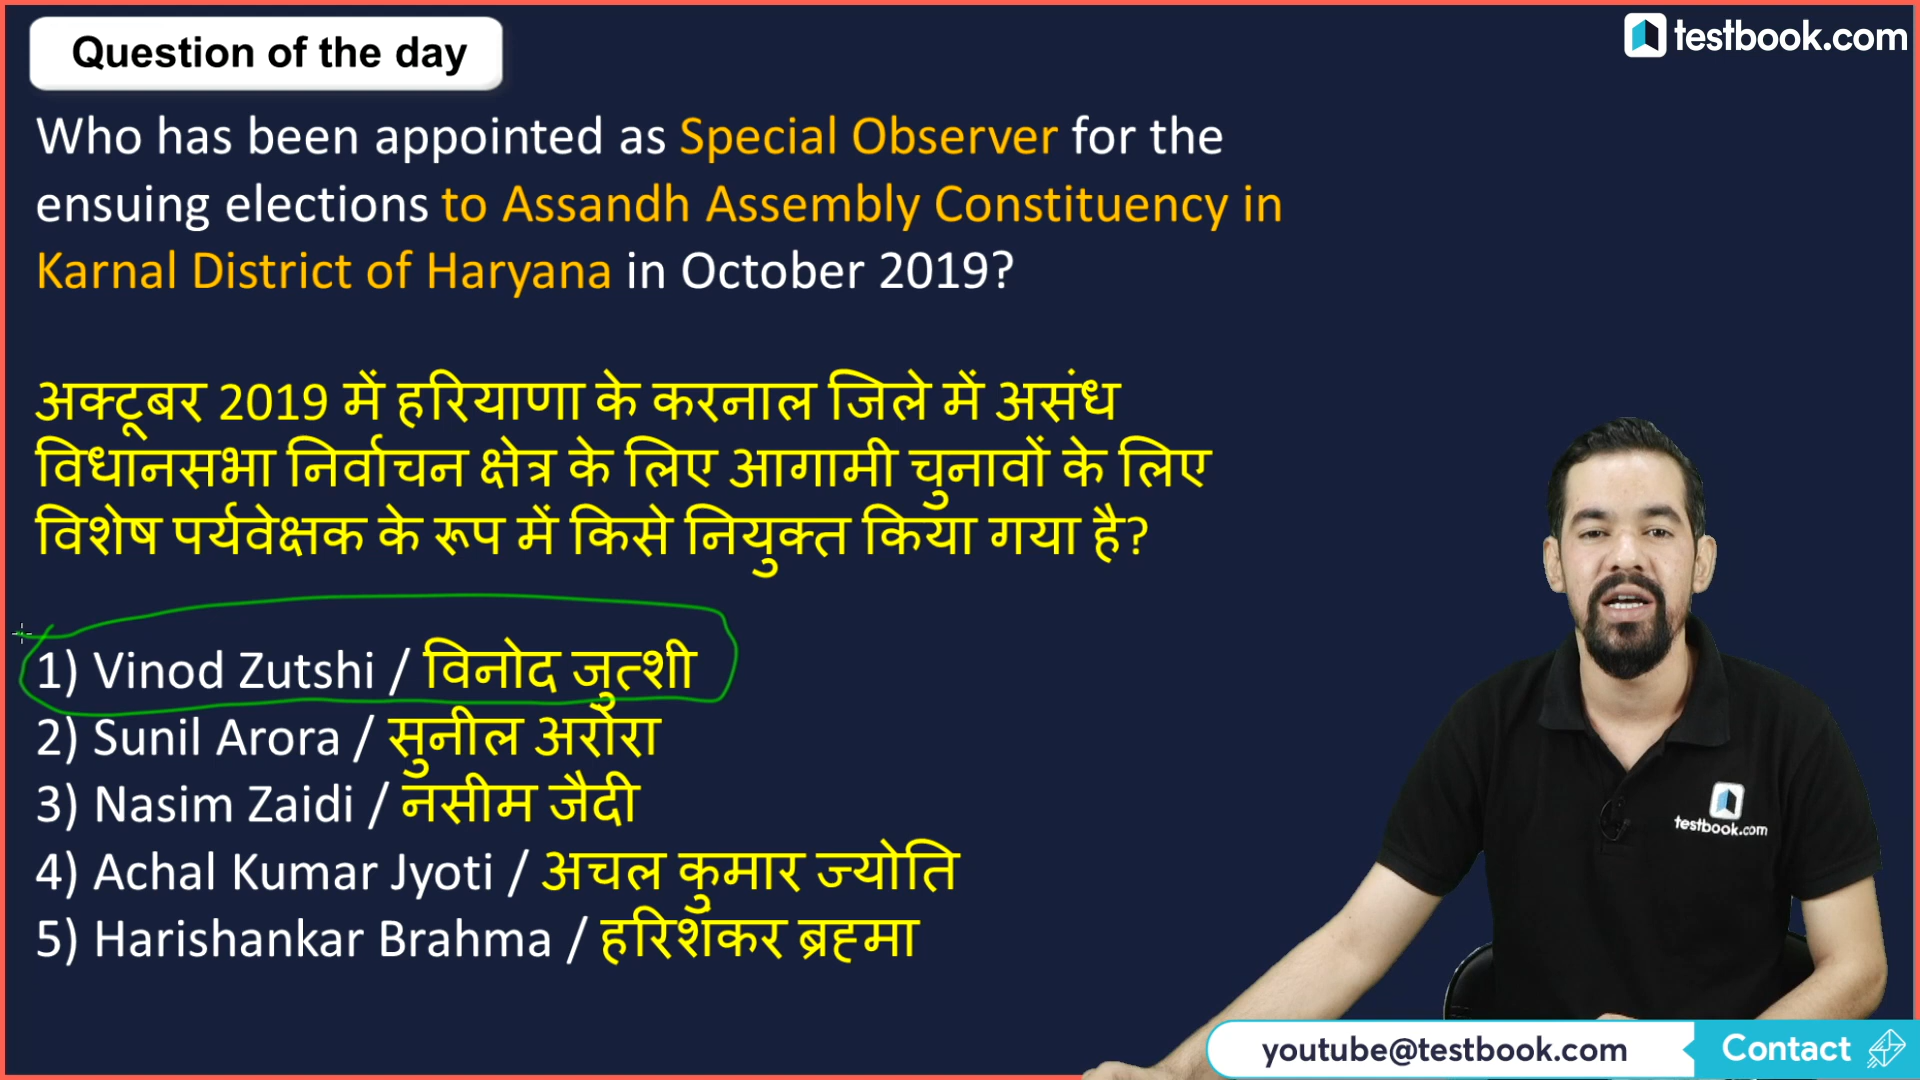 Question of the day
testbook.com
Who has been appointed as Special Observer for the
ensuing elections to Assandh Assembly Constituency in
Karnal District of Haryana in October 2019?
अक्टूबर 2019 में हरियाणा के करनाल जिले में असंध
विधानसभा निर्वाचन क्षेत्र के लिए आगामी चुनावों के लिए
विशेष पर्यवेक्षक के रूप में किसे नियुक्त किया गया है?
1) Vinod Zutshi / विनोद जुत्शी
2) Sunil Arora / सुनील अरोरा
3) Nasim Zaidi / नसीम जैदी
4) Achal Kumar Jyoti / अचल कुमार ज्योति
5) Harishankar Brahma / हरिशंकर ब्रह्मा
testbook.com
youtube@testbook.com
Contact